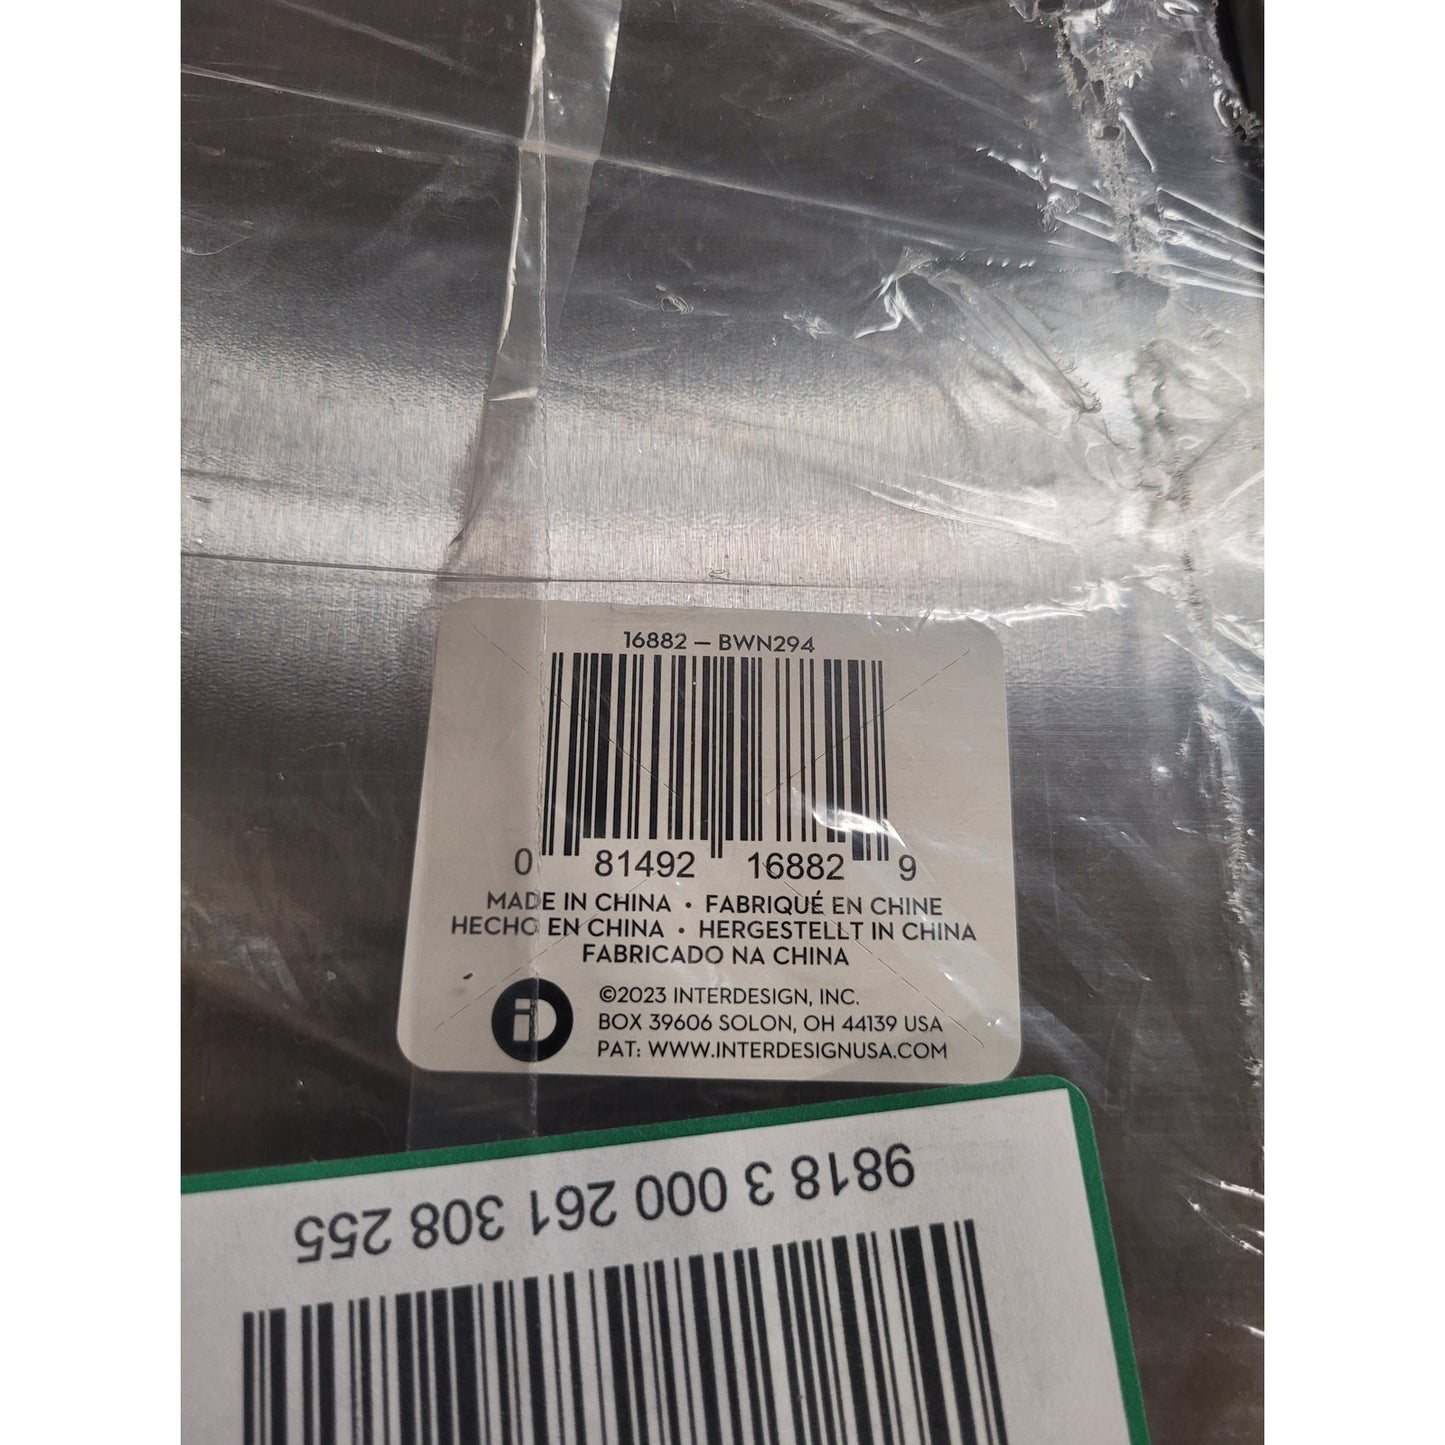 16882 – BWN294
0 81492 16882 9
MADE IN CHINA • FABRIQUÉ EN CHINE
HECHO EN CHINA • HERGESTELLT IN CHINA
FABRICADO NA CHINA
iD
©2023 INTERDESIGN, INC.
BOX 39606 SOLON, OH 44139 USA
PAT: WWW.INTERDESIGNUSA.COM
9818 3 000 261 308 255